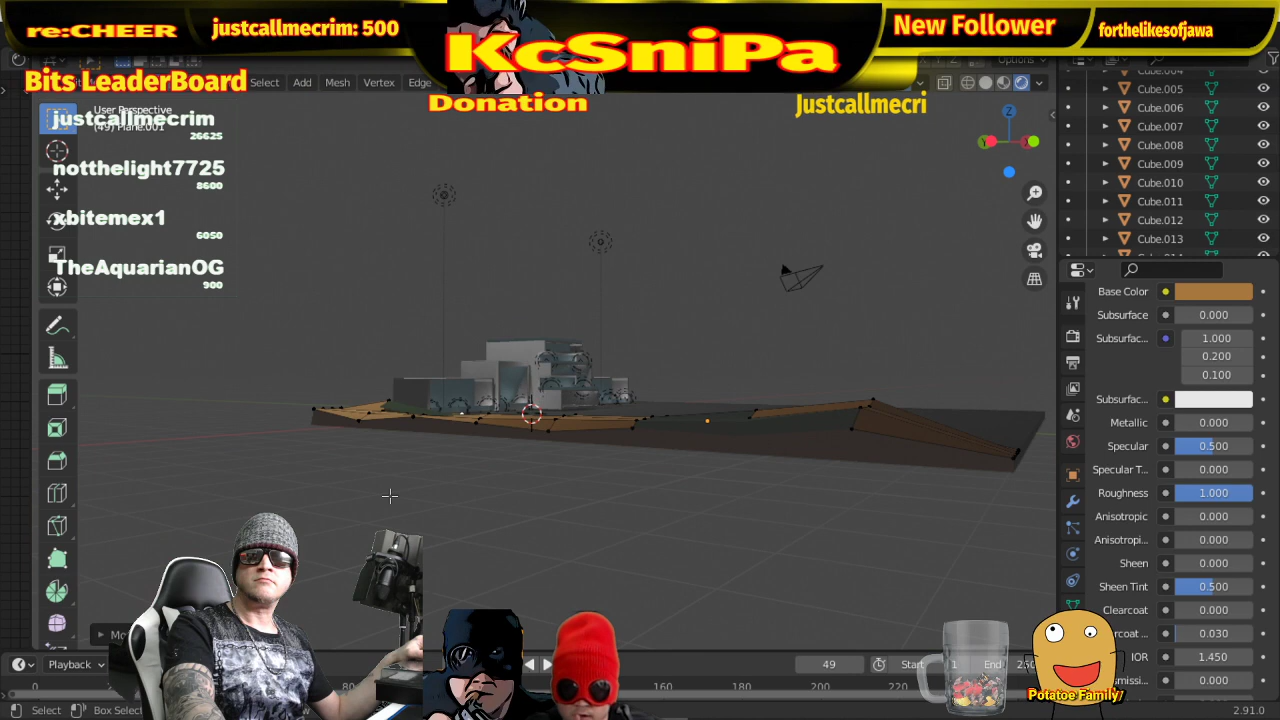 re:CHEER
justcallmecrim: 500
KcSniPa
New Follower
forthelikesofjawa
Bits LeaderBoard
Donation
Justcallmecri
Select Add Mesh Vertex Edge
Options
User Perspective
(49) Plane.001
justcallmecrim
26625
notthelight7725
8600
xbitemex1
6050
TheAquarianOG
900
Cube.004
Cube.005
Cube.006
Cube.007
Cube.008
Cube.009
Cube.010
Cube.011
Cube.012
Cube.013
Z
Base Color
Subsurface 0.000
Subsurfac... 1.000
0.200
0.100
Subsurfac...
Metallic 0.000
Specular 0.500
Specular T... 0.000
Roughness 1.000
Anisotropic 0.000
Anisotropi... 0.000
Sheen 0.000
Sheen Tint 0.500
Clearcoat 0.000
0.030
IOR 1.450
0.000
Playback
49
Start 1 End
0 80 160 180 200 220
Potatoe Family
Select
Box Select
2.91.0